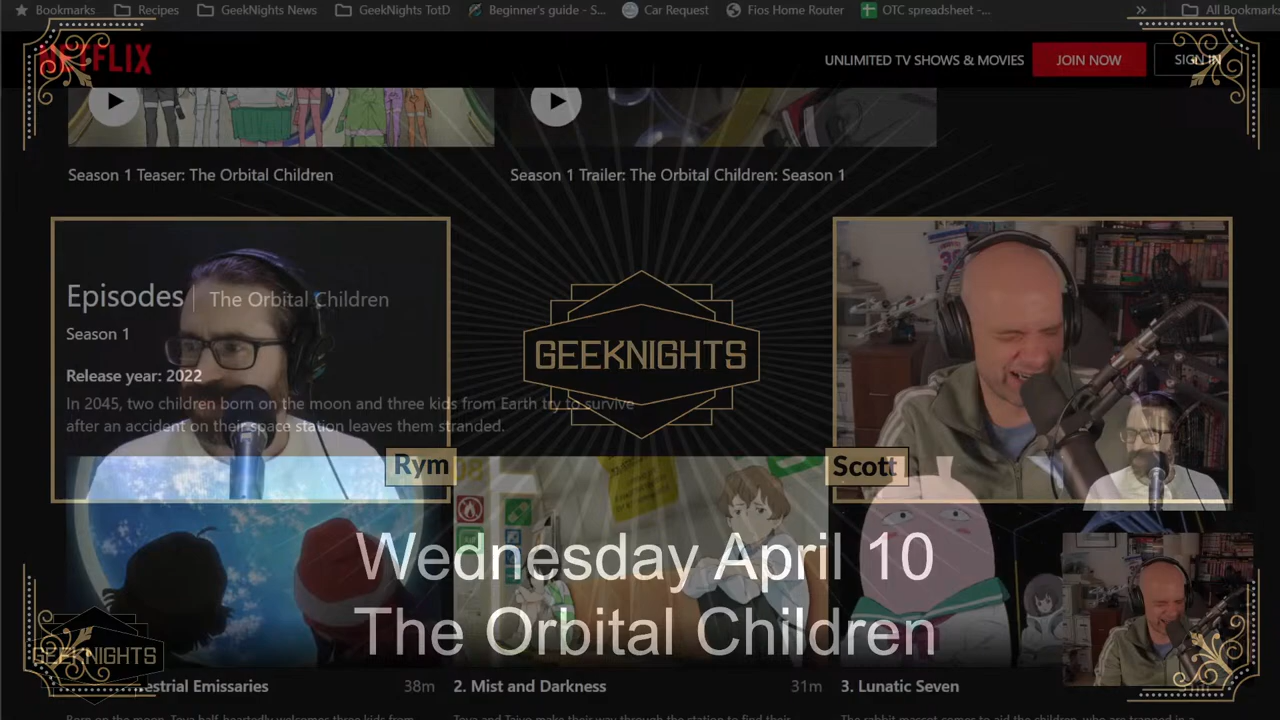 Bookmarks Recipes GeekNights News GeekNights TotD Beginner's guide - S... Car Request Fios Home Router OTC spreadsheet -... » All Bookmarks
NETFLIX UNLIMITED TV SHOWS & MOVIES JOIN NOW SIGN IN
Season 1 Teaser: The Orbital Children Season 1 Trailer: The Orbital Children: Season 1
Episodes | The Orbital Children
Season 1
GEEKNIGHTS
Release year: 2022
In 2045, two children born on the moon and three kids from Earth try to survive
after an accident on their space station leaves them stranded.
Rym Scott
Wednesday April 10
The Orbital Children
GEEKNIGHTS
estrial Emissaries 38m 2. Mist and Darkness 31m 3. Lunatic Seven